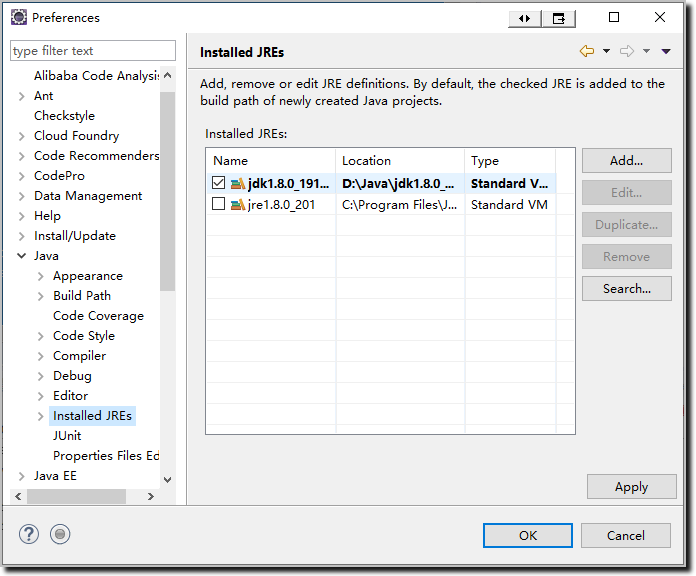 Preferences
type filter text
Alibaba Code Analysis
Ant
Checkstyle
Cloud Foundry
Code Recommenders
CodePro
Data Management
Help
Install/Update
Java
Appearance
Build Path
Code Coverage
Code Style
Compiler
Debug
Editor
Installed JREs
JUnit
Properties Files Ed
Java EE
Installed JREs
Add, remove or edit JRE definitions. By default, the checked JRE is added to the
build path of newly created Java projects.
Installed JREs:
Name Location Type
jdk1.8.0_191... D:\Java\jdk1.8.0_... Standard V...
jre1.8.0_201 C:\Program Files\J... Standard VM
Add...
Edit...
Duplicate...
Remove
Search...
Apply
?
OK
Cancel